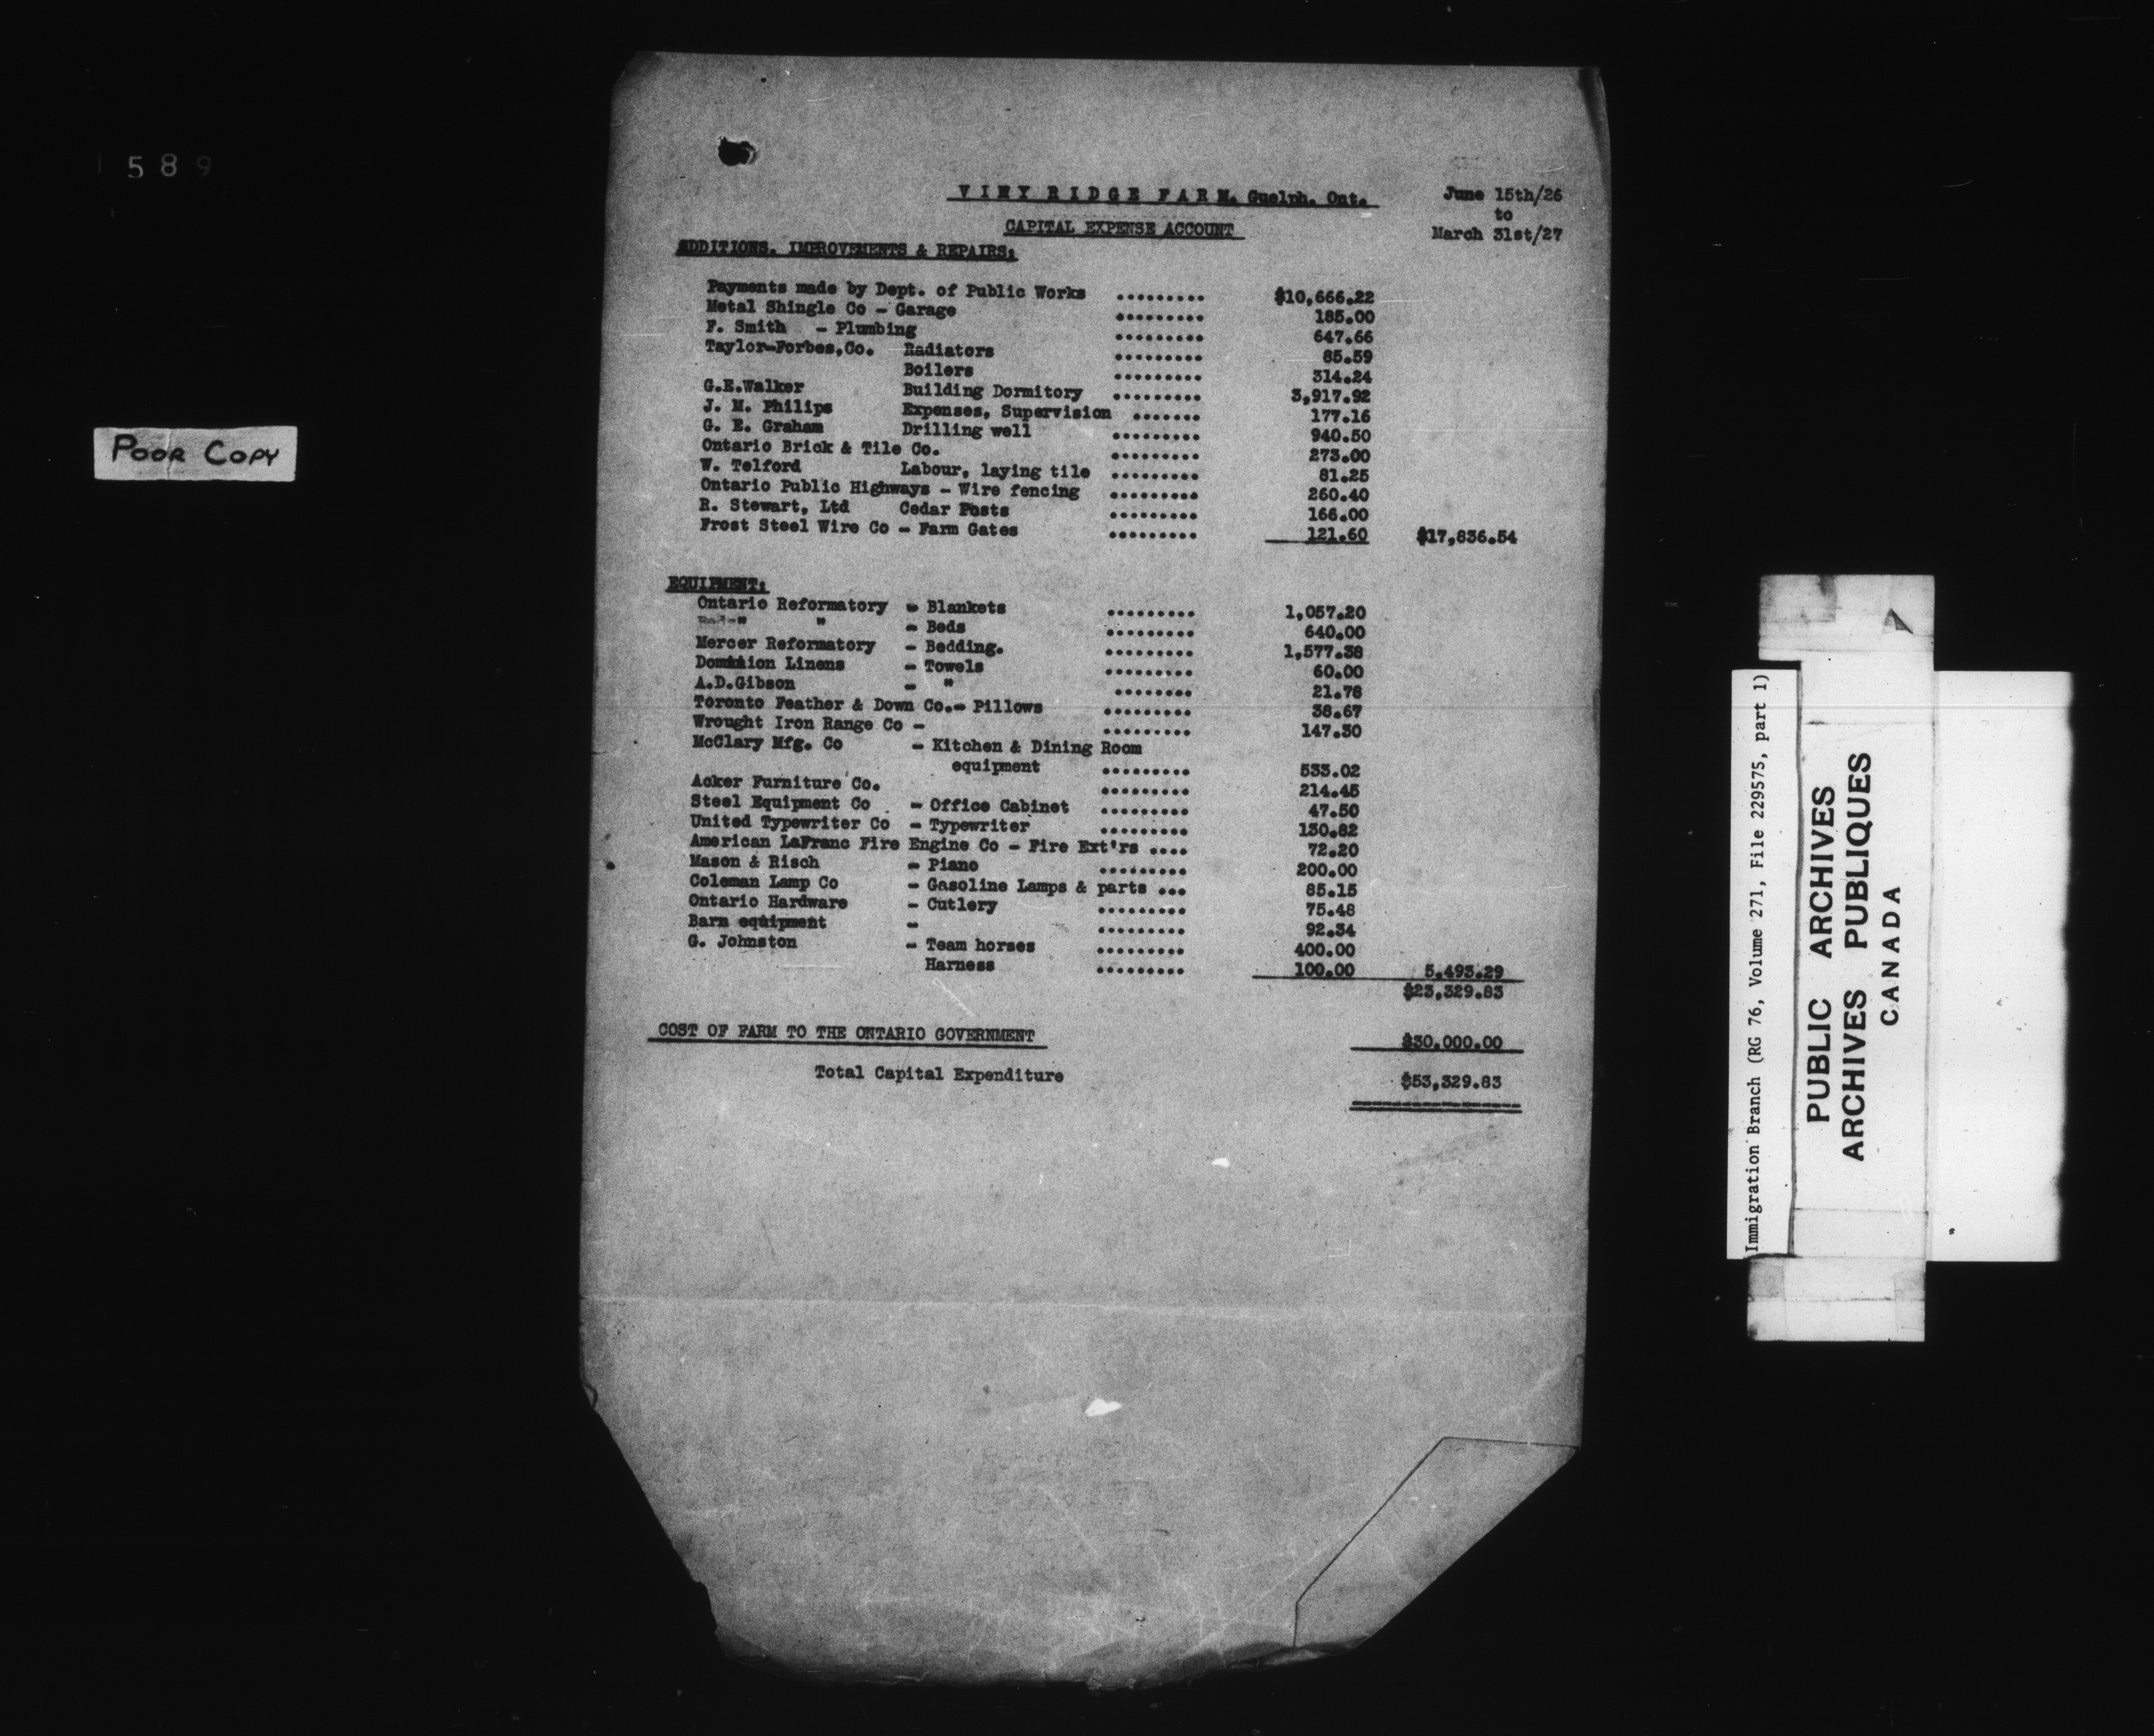 589
POOR COPY
VIMY RIDGE FARM. Guelph. Ont.
June 15th/26
to
March 31st/27
CAPITAL EXPENSE ACCOUNT
ADDITIONS. IMPROVEMENTS & REPAIRS:
Payments made by Dept. of Public Works ......... $10,666.22
Metal Shingle Co - Garage ......... 185.00
F. Smith - Plumbing ......... 647.66
Taylor-Forbes,Co. Radiators ......... 85.59
Boilers ......... 314.24
G.E.Walker Building Dormitory ......... 3,917.92
J. M. Philips Expenses, Supervision ....... 177.16
G. E. Graham Drilling well ......... 940.50
Ontario Brick & Tile Co. ......... 273.00
W. Telford Labour, laying tile ......... 81.25
Ontario Public Highways - Wire fencing ......... 260.40
R. Stewart, Ltd Cedar Posts ......... 166.00
Frost Steel Wire Co - Farm Gates ......... 121.60 $17,836.54
EQUIPMENT:
Ontario Reformatory - Blankets ......... 1,057.20
" " - Beds ......... 640.00
Mercer Reformatory - Bedding. ......... 1,577.38
Dominion Linens - Towels ......... 60.00
A.D.Gibson - " ........ 21.78
Toronto Feather & Down Co.- Pillows ......... 38.67
Wrought Iron Range Co - ......... 147.30
McClary Mfg. Co - Kitchen & Dining Room
equipment ......... 533.02
Acker Furniture Co. ......... 214.45
Steel Equipment Co - Office Cabinet ......... 47.50
United Typewriter Co - Typewriter ......... 130.82
American LaFranc Fire Engine Co - Fire Ext'rs .... 72.20
Mason & Risch - Piano ......... 200.00
Coleman Lamp Co - Gasoline Lamps & parts ... 85.15
Ontario Hardware - Cutlery ......... 75.48
Barn equipment - ......... 92.34
G. Johnston - Team horses ......... 400.00
Harness ......... 100.00 5,493.29
$23,329.83
COST OF FARM TO THE ONTARIO GOVERNMENT $30,000.00
Total Capital Expenditure $53,329.83
Immigration Branch (RG 76, Volume 271, File 229575, part 1)
PUBLIC ARCHIVES
ARCHIVES PUBLIQUES
CANADA